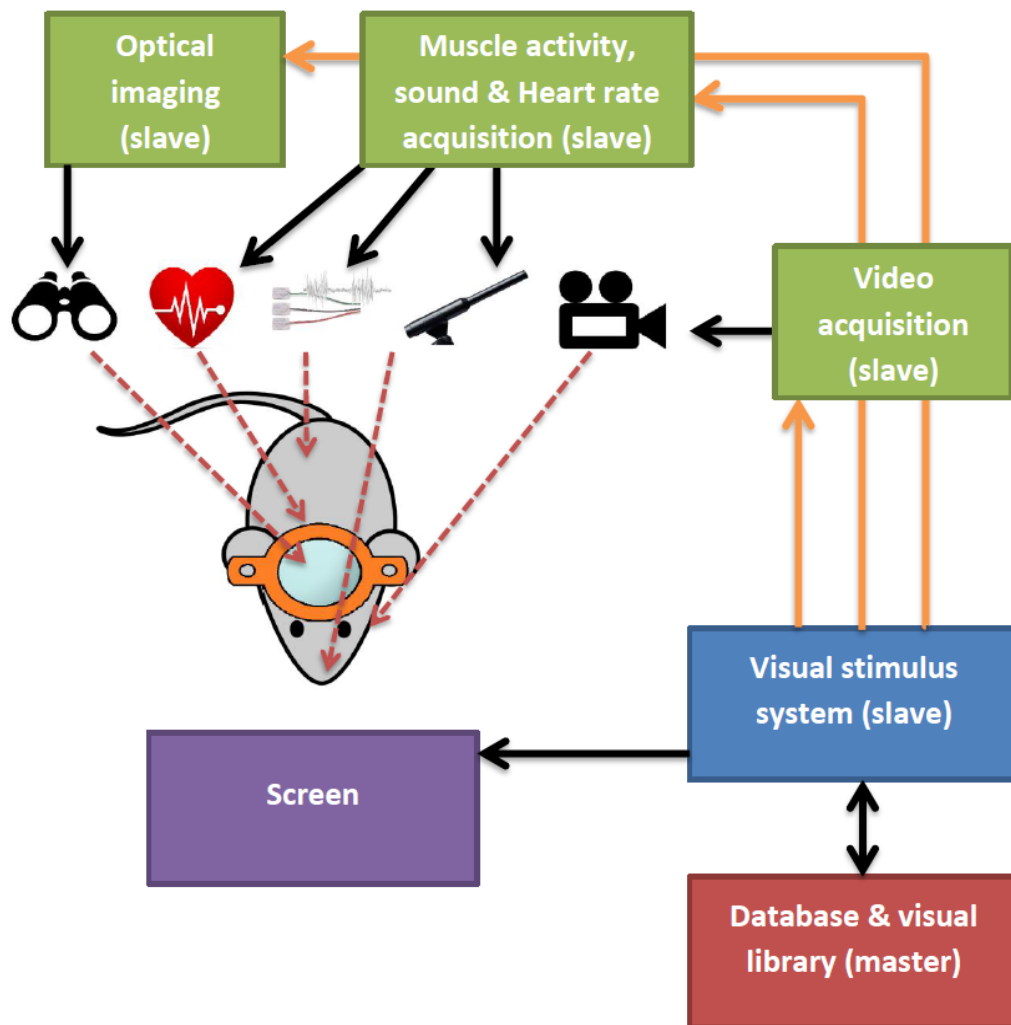 Optical
imaging
(slave)
Muscle activity,
sound & Heart rate
acquisition (slave)
Video
acquisition
(slave)
Visual stimulus
system (slave)
Screen
Database & visual
library (master)